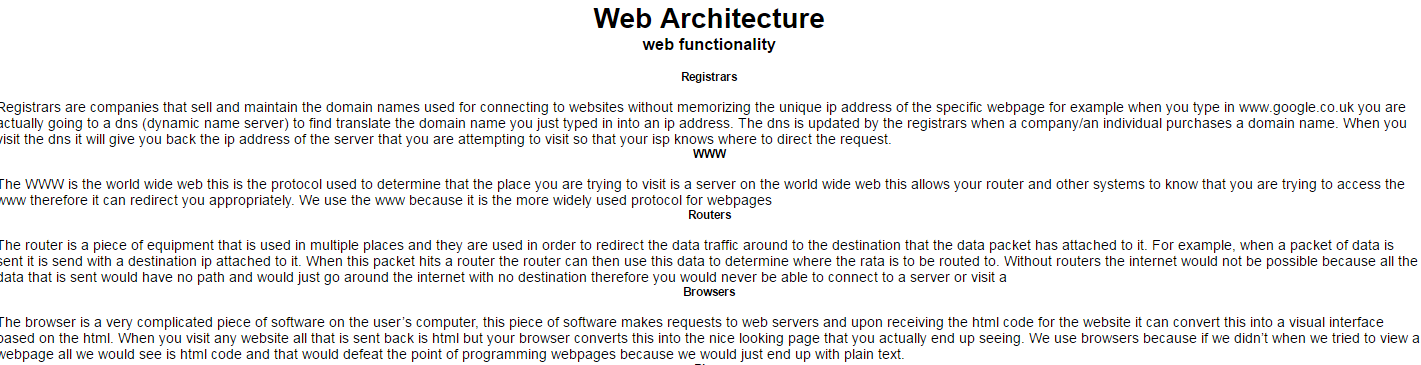 Web Architecture
web functionality
Registrars
Registrars are companies that sell and maintain the domain names used for connecting to websites without memorizing the unique ip address of the specific webpage for example when you type in www.google.co.uk you are
actually going to a dns (dynamic name server) to find translate the domain name you just typed in into an ip address. The dns is updated by the registrars when a company/an individual purchases a domain name. When you
visit the dns it will give you back the ip address of the server that you are attempting to visit so that your isp knows where to direct the request.
WWW
The WWW is the world wide web this is the protocol used to determine that the place you are trying to visit is a server on the world wide web this allows your router and other systems to know that you are trying to access the
www therefore it can redirect you appropriately. We use the www because it is the more widely used protocol for webpages
Routers
The router is a piece of equipment that is used in multiple places and they are used in order to redirect the data traffic around to the destination that the data packet has attached to it. For example, when a packet of data is
sent it is send with a destination ip attached to it. When this packet hits a router the router can then use this data to determine where the rata is to be routed to. Without routers the internet would not be possible because all the
data that is sent would have no path and would just go around the internet with no destination therefore you would never be able to connect to a server or visit a
Browsers
The browser is a very complicated piece of software on the user's computer, this piece of software makes requests to web servers and upon receiving the html code for the website it can convert this into a visual interface
based on the html. When you visit any website all that is sent back is html but your browser converts this into the nice looking page that you actually end up seeing. We use browsers because if we didn't when we tried to view a
webpage all we would see is html code and that would defeat the point of programming webpages because we would just end up with plain text.